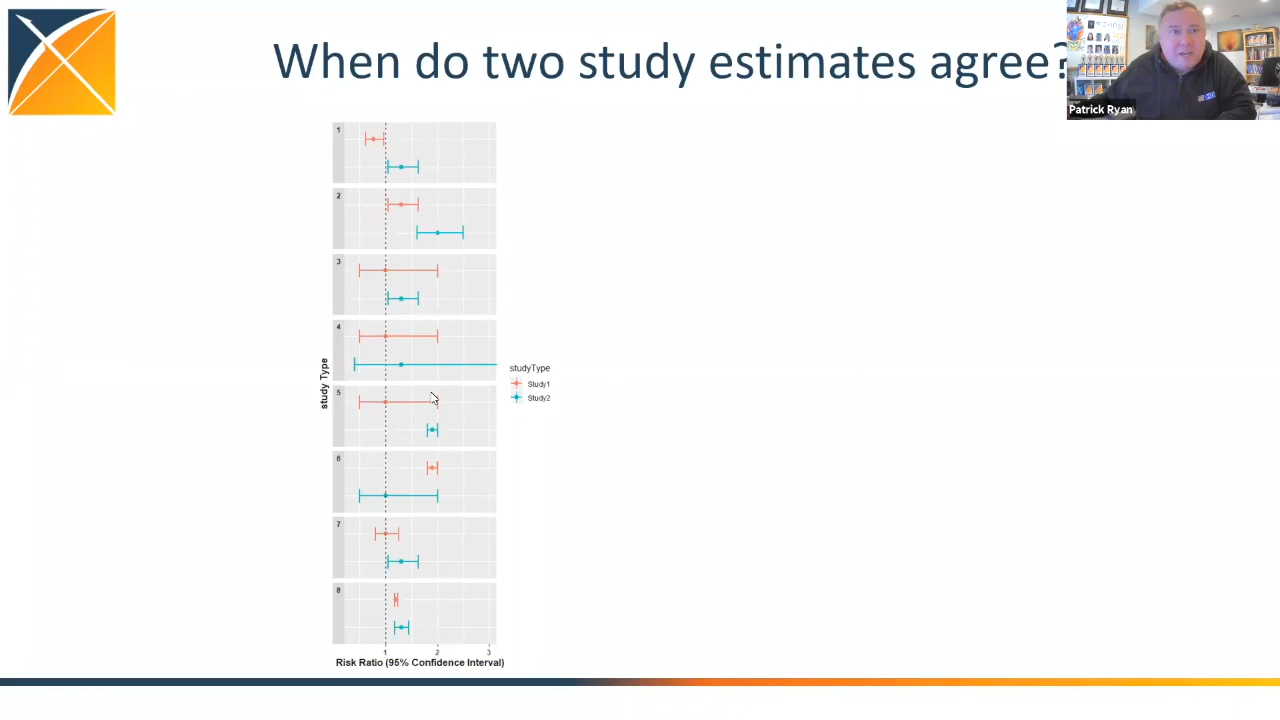 When do two study estimates agree?
Patrick Ryan
1
2
3
4
5
6
7
8
study Type
studyType
Study1
Study2
1 2 3
Risk Ratio (95% Confidence Interval)